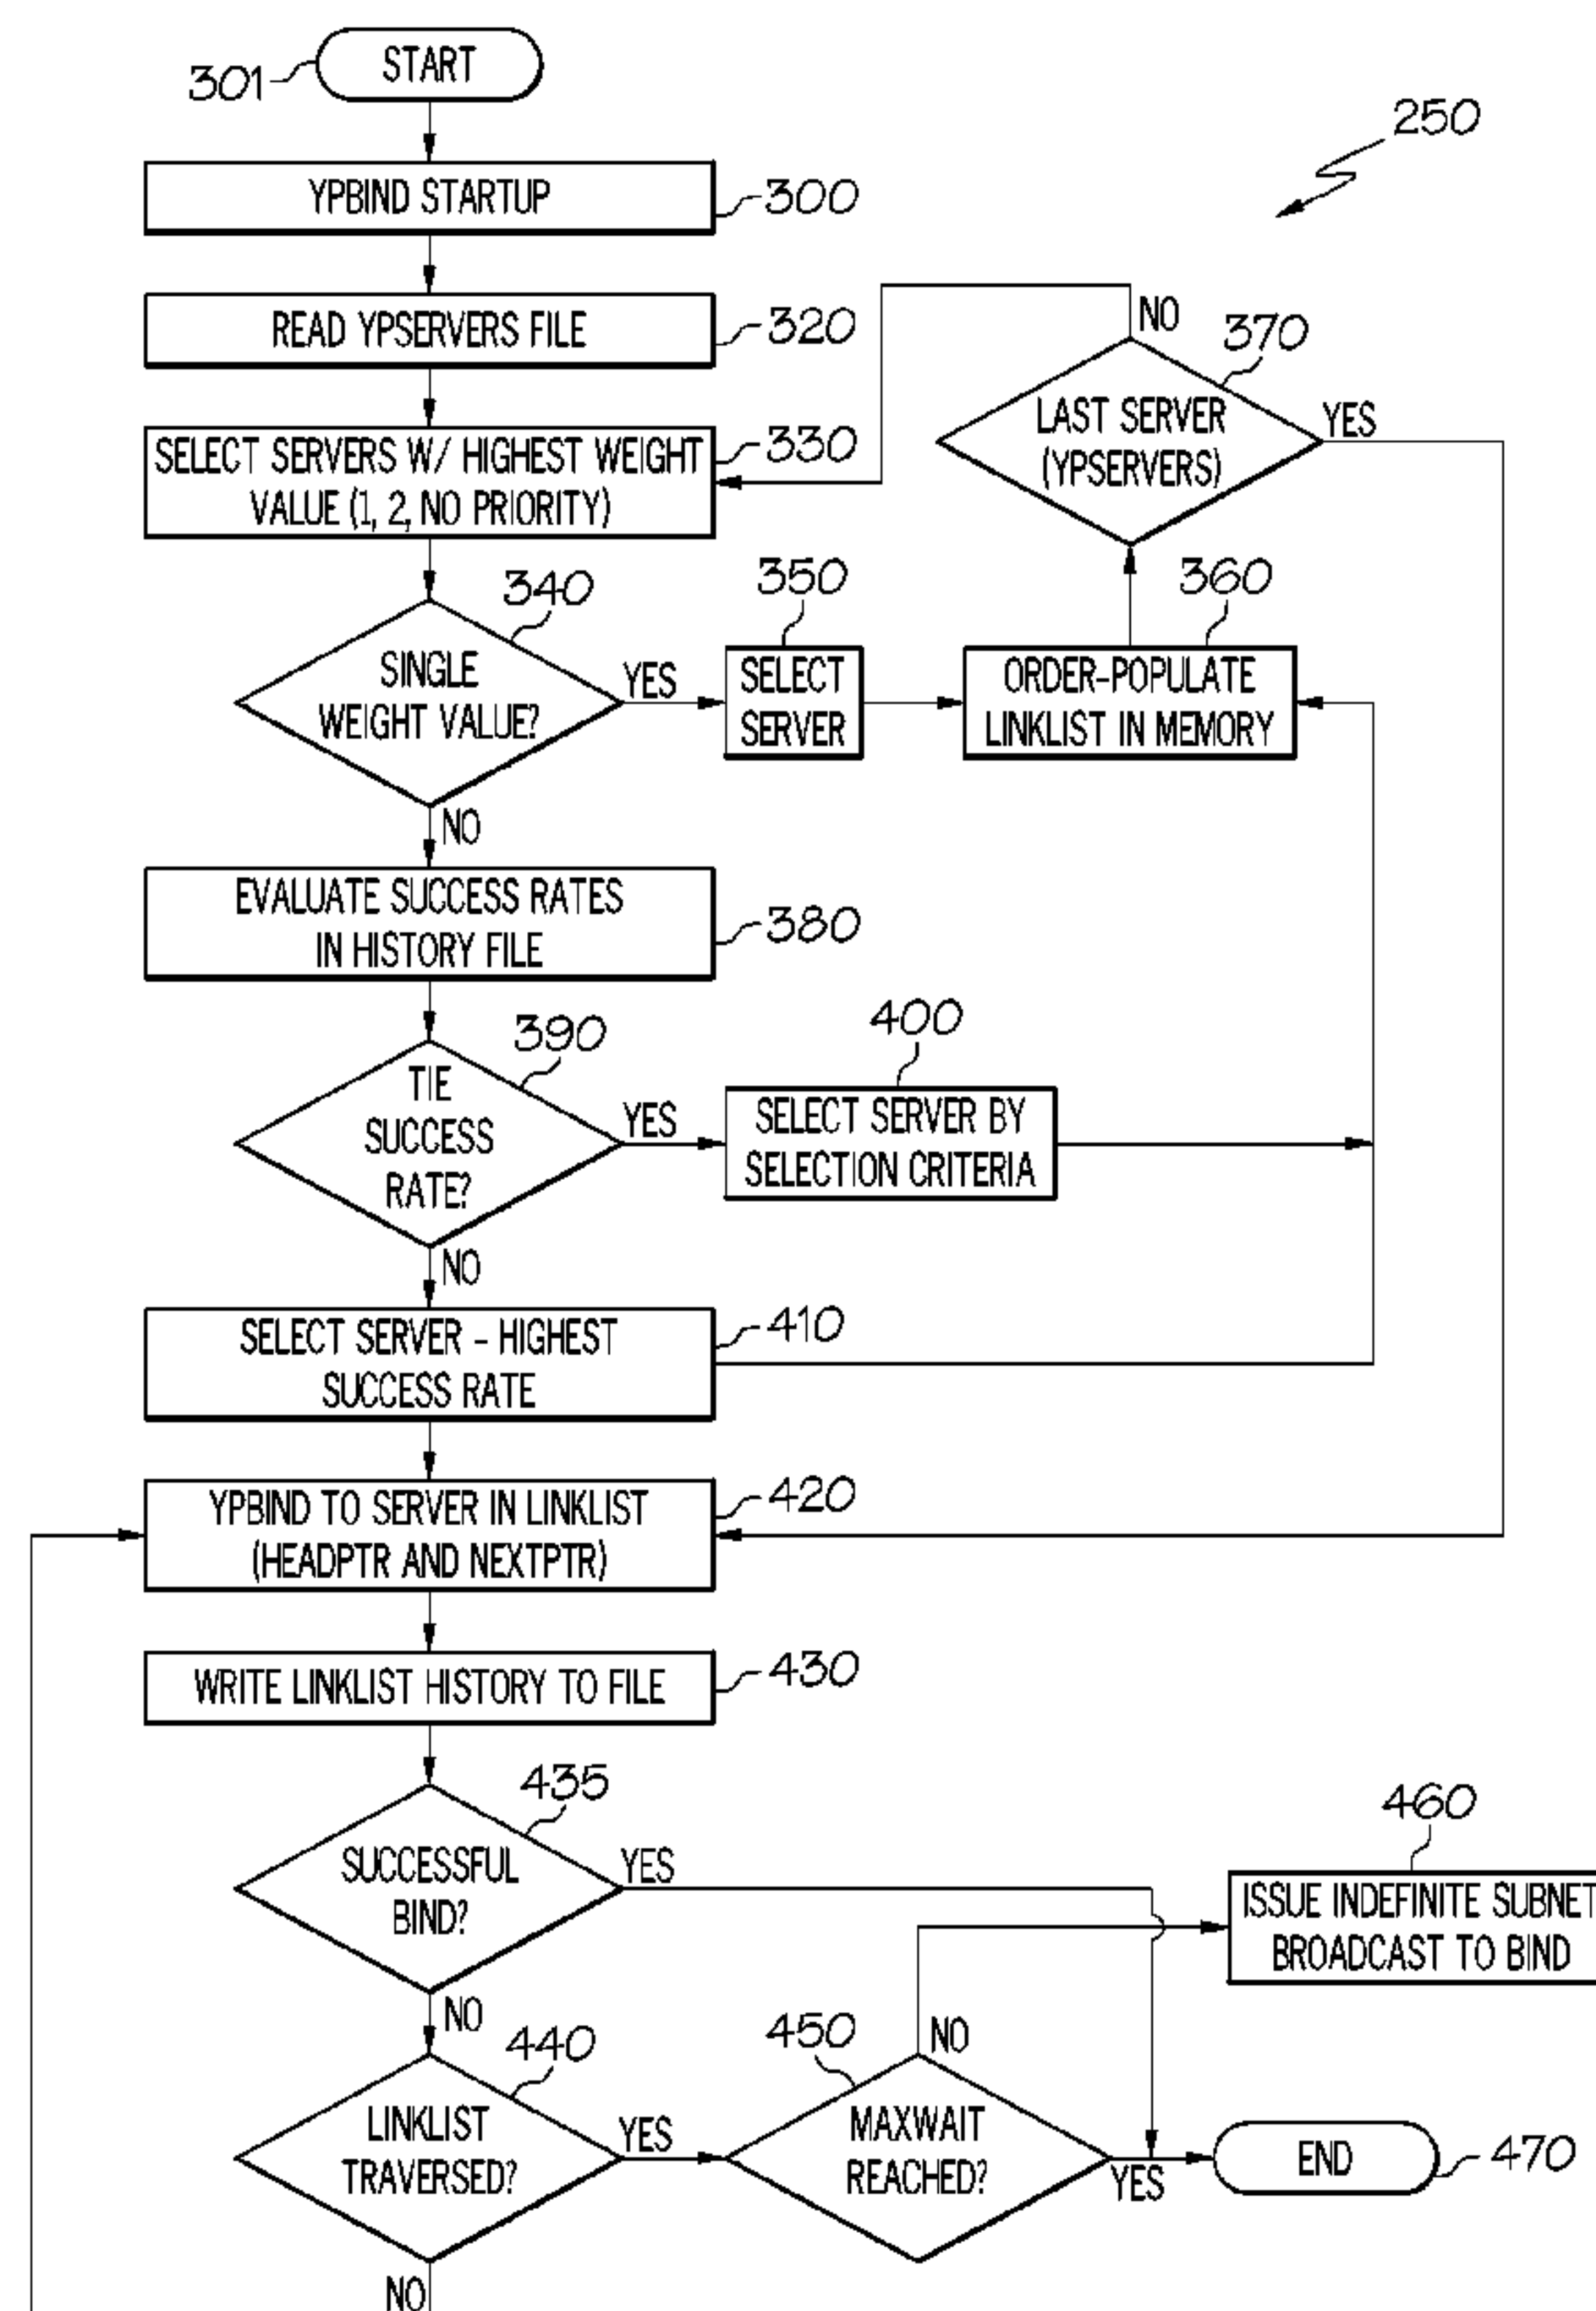 START
301
250
YPBIND STARTUP
300
READ YPSERVERS FILE
320
NO
370
LAST SERVER
(YPSERVERS)
YES
SELECT SERVERS W/ HIGHEST WEIGHT
VALUE (1, 2, NO PRIORITY)
330
340
SINGLE
WEIGHT VALUE?
YES
350
SELECT
SERVER
360
ORDER-POPULATE
LINKLIST IN MEMORY
NO
EVALUATE SUCCESS RATES
IN HISTORY FILE
380
390
TIE
SUCCESS
RATE?
YES
400
SELECT SERVER BY
SELECTION CRITERIA
NO
SELECT SERVER - HIGHEST
SUCCESS RATE
410
YPBIND TO SERVER IN LINKLIST
(HEADPTR AND NEXTPTR)
420
WRITE LINKLIST HISTORY TO FILE
430
435
SUCCESSFUL
BIND?
YES
460
ISSUE INDEFINITE SUBNET
BROADCAST TO BIND
NO
440
LINKLIST
TRAVERSED?
YES
450
NO
MAXWAIT
REACHED?
YES
END
470
NO